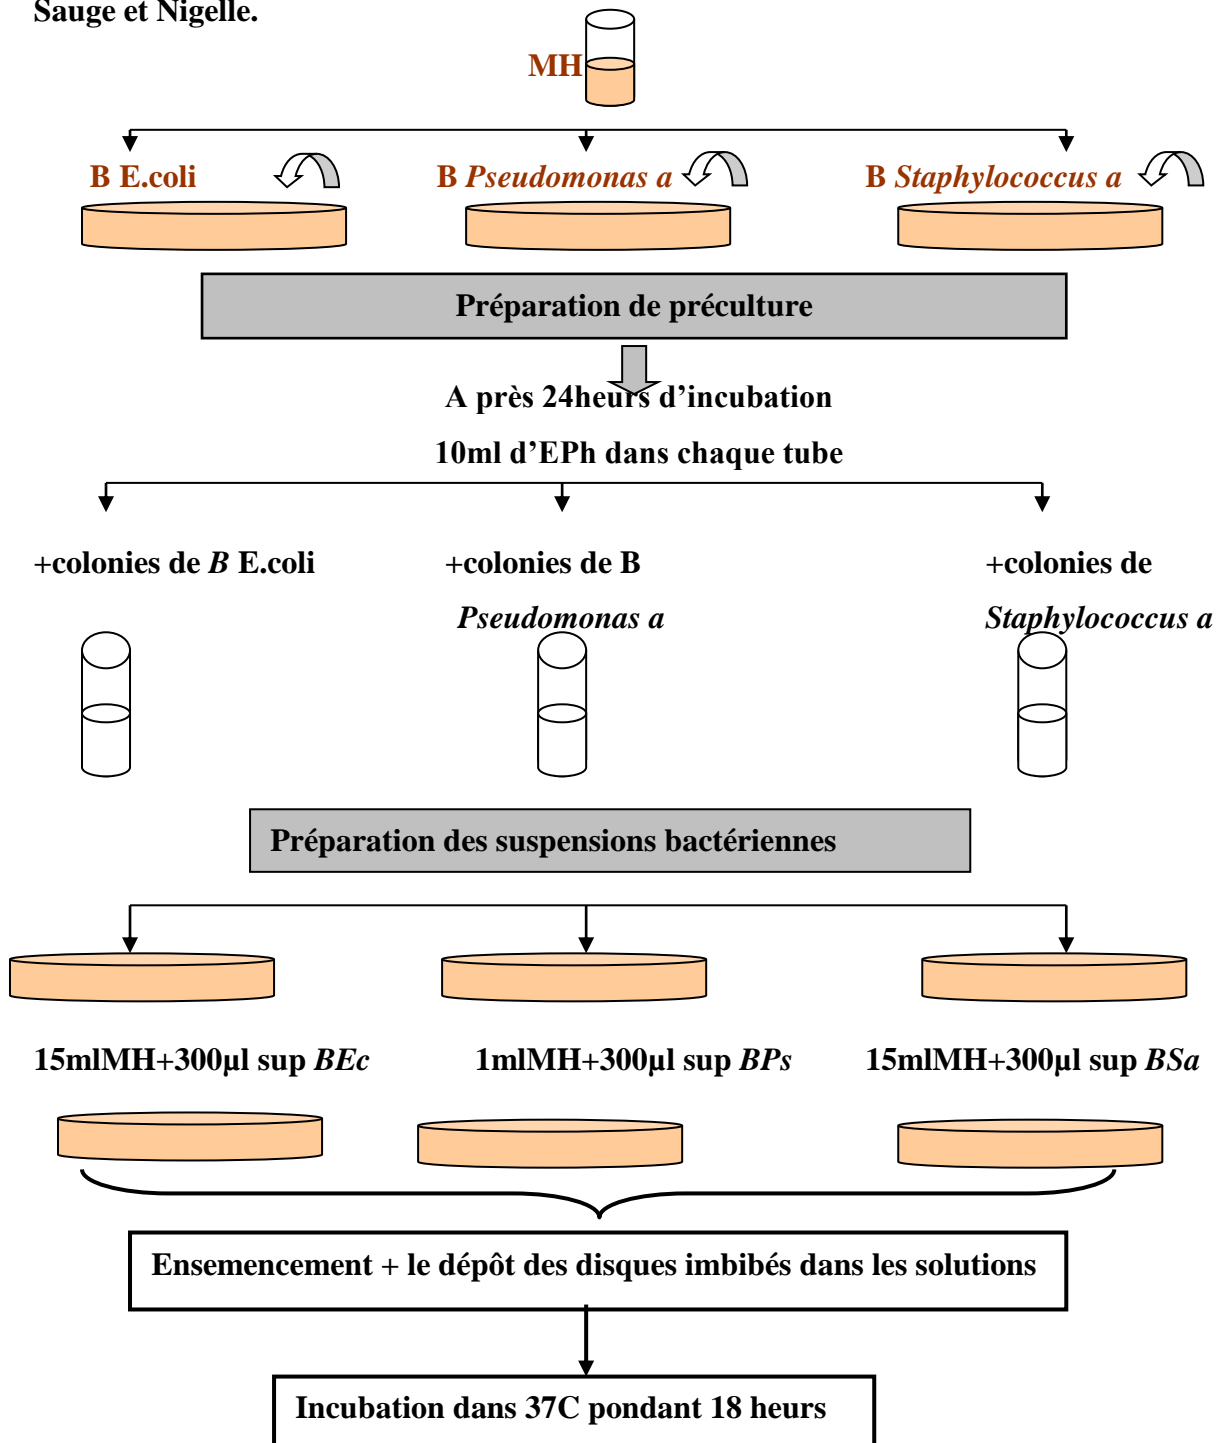 Sauge et Nigelle.
MH
B E.coli
B Pseudomonas a
B Staphylococcus a
Préparation de préculture
A près 24heurs d’incubation
10ml d’EPh dans chaque tube
+colonies de B E.coli
+colonies de B
Pseudomonas a
+colonies de
Staphylococcus a
Préparation des suspensions bactériennes
15mlMH+300µl sup BEc
1mlMH+300µl sup BPs
15mlMH+300µl sup BSa
Ensemencement + le dépôt des disques imbibés dans les solutions
Incubation dans 37C pondant 18 heurs